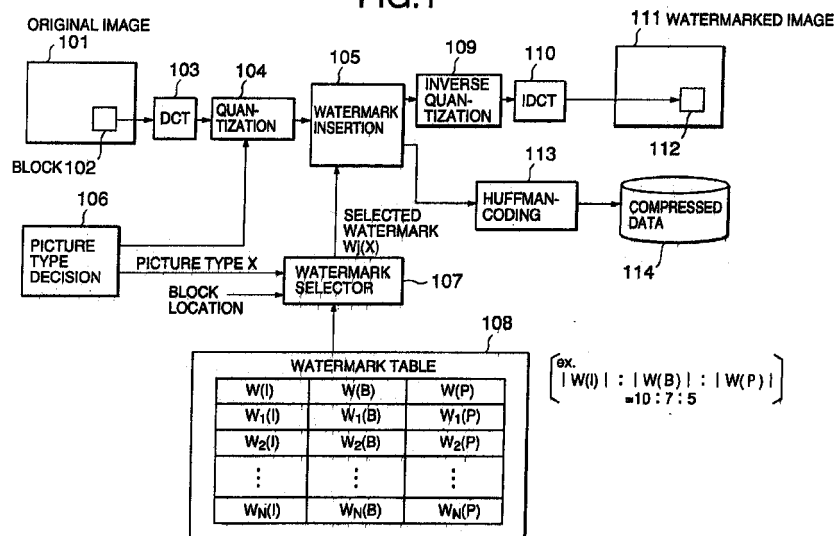 FIG.1
ORIGINAL IMAGE
101
103
104
105
109
110
111 WATERMARKED IMAGE
DCT
QUAN-
TIZATION
WATERMARK
INSERTION
INVERSE
QUAN-
TIZATION
IDCT
BLOCK 102
112
106
113
PICTURE
TYPE
DECISION
SELECTED
WATERMARK
Wj(X)
HUFFMAN-
CODING
COMPRESSED
DATA
114
PICTURE TYPE X
BLOCK
LOCATION
WATERMARK
SELECTOR
107
108
WATERMARK TABLE
W(I) W(B) W(P)
W1(I) W1(B) W1(P)
W2(I) W2(B) W2(P)
⋮ ⋮ ⋮
WN(I) WN(B) WN(P)
ex.
|W(I)| : |W(B)| : |W(P)|
=10 : 7 : 5